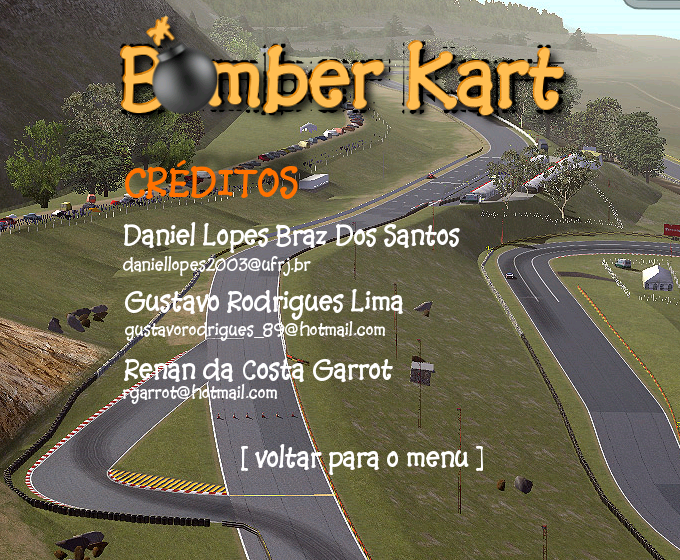 Bomber Kart
CRÉDITOS
Daniel Lopes Braz Dos Santos
daniellopes2003@ufrj.br
Gustavo Rodrigues Lima
gustavorodrigues_89@hotmail.com
Renan da Costa Garrot
rgarrot@hotmail.com
[ voltar para o menu ]